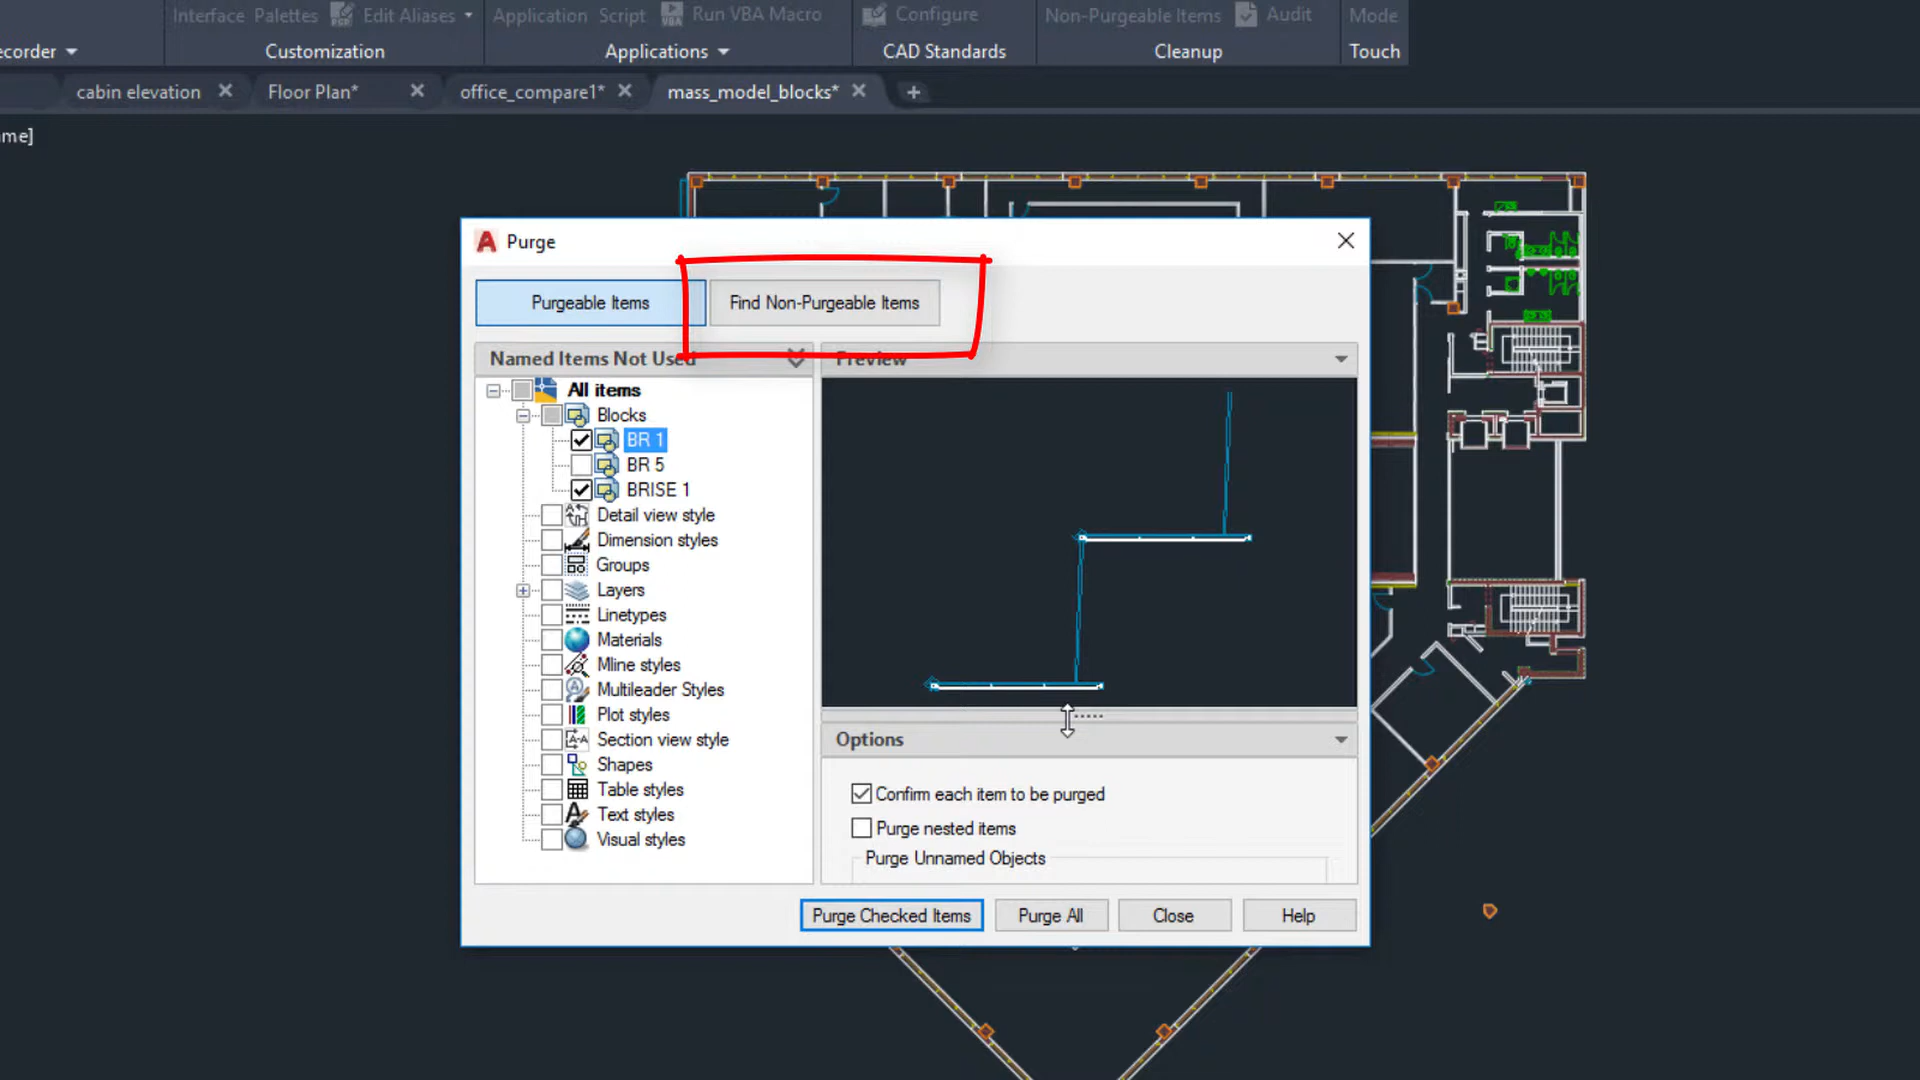 Interface Palettes Edit Aliases Application Script Run VBA Macro Configure Non-Purgeable Items Audit Mode
ecorder Customization Applications CAD Standards Cleanup Touch
cabin elevation Floor Plan* office_compare1* mass_model_blocks*
ame]
Purge
Purgeable Items Find Non-Purgeable Items
Named Items Not Used Preview
All items
Blocks
BR 1
BR 5
BRISE 1
Detail view style
Dimension styles
Groups
Layers
Linetypes
Materials
Mline styles
Multileader Styles
Plot styles
Section view style
Shapes
Table styles
Text styles
Visual styles
Options
Confirm each item to be purged
Purge nested items
Purge Unnamed Objects
Purge Checked Items Purge All Close Help